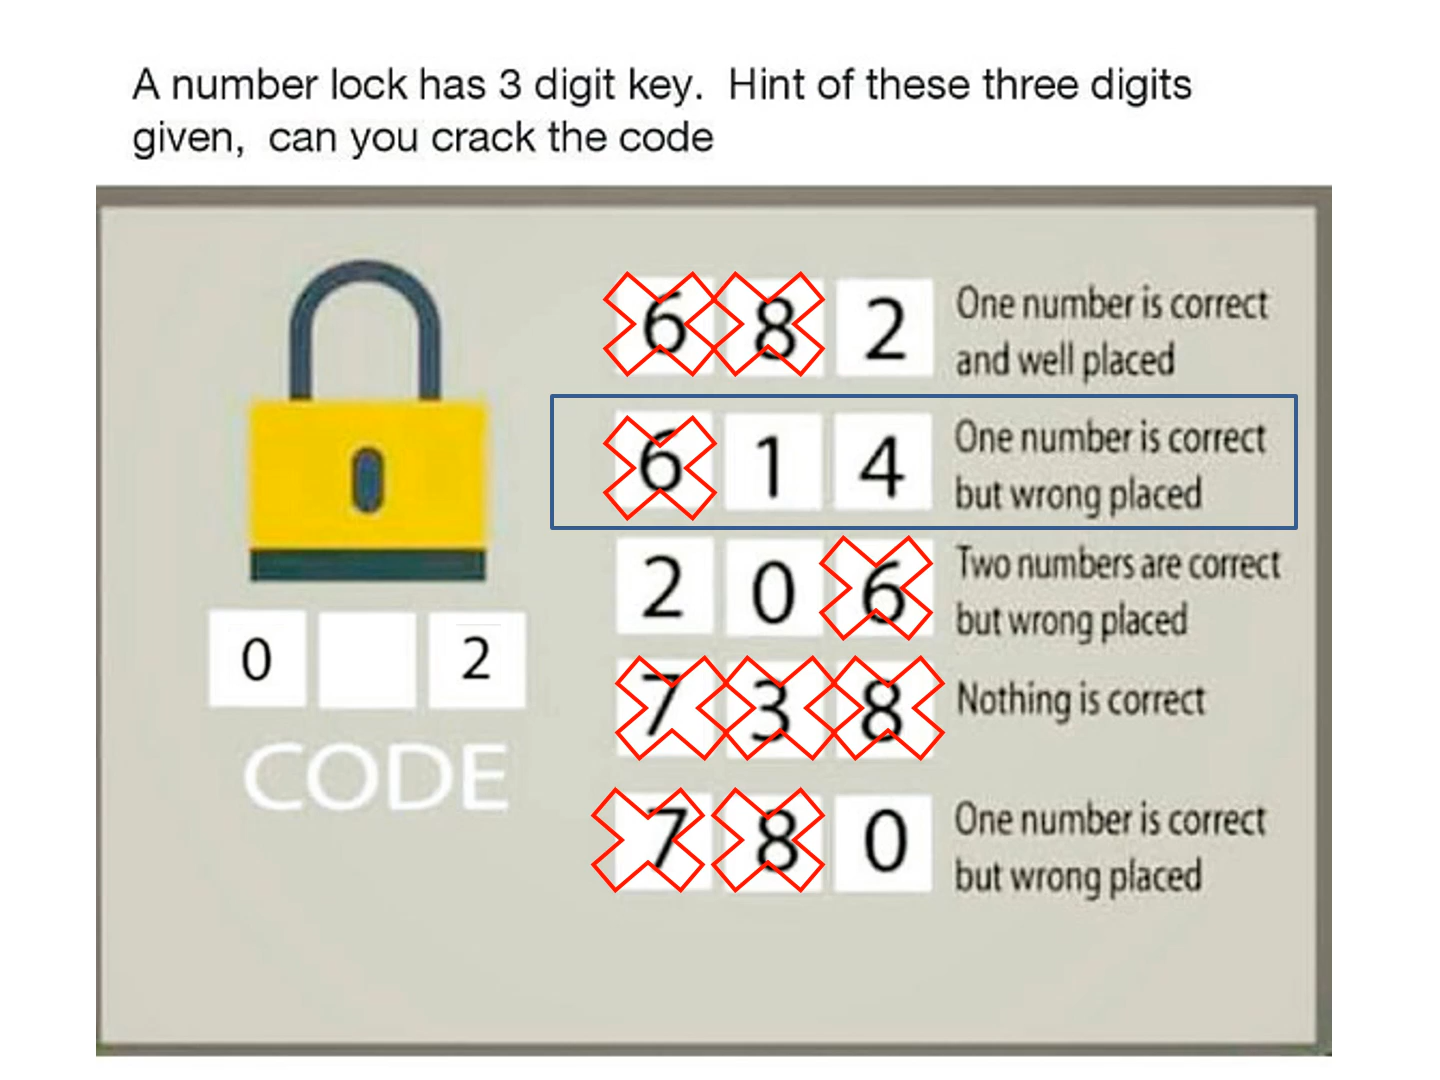 A number lock has 3 digit key.  Hint of these three digits
given,  can you crack the code
6 8 2 One number is correct
and well placed
6 1 4 One number is correct
but wrong placed
2 0 6 Two numbers are correct
but wrong placed
7 3 8 Nothing is correct
7 8 0 One number is correct
but wrong placed
0 2
CODE